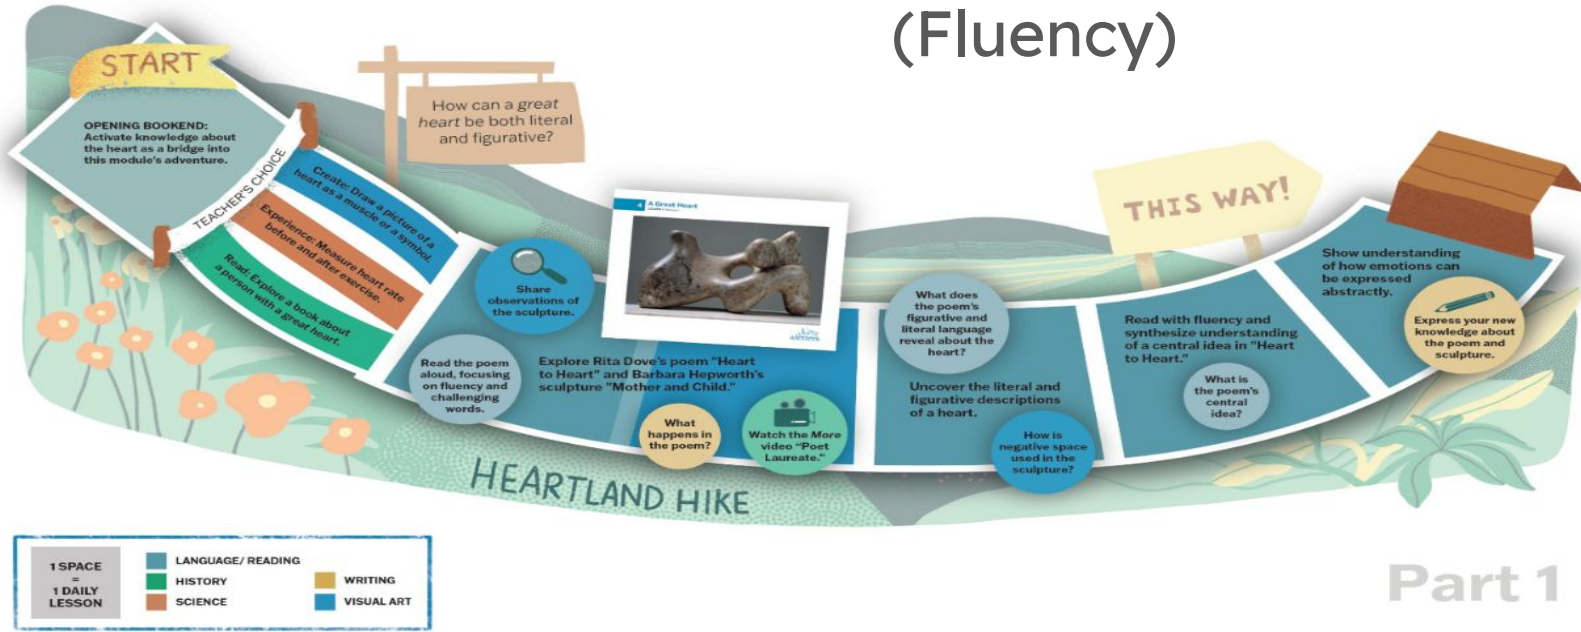 (Fluency)
START
OPENING BOOKEND:
Activate knowledge about
the heart as a bridge into
this module's adventure.
TEACHER'S CHOICE
Create: Draw a picture of a
heart as a muscle or a symbol.
Experience: Measure heart rate
before and after exercise.
Read: Explore a book about
a person with a great heart.
How can a great
heart be both literal
and figurative?
Share
observations of
the sculpture.
4 A Great Heart
Read the poem
aloud, focusing
on fluency and
challenging
words.
Explore Rita Dove's poem "Heart
to Heart" and Barbara Hepworth's
sculpture "Mother and Child."
What
happens in
the poem?
Watch the More
video "Poet
Laureate."
What does
the poem's
figurative and
literal language
reveal about the
heart?
Uncover the literal and
figurative descriptions
of a heart.
How is
negative space
used in the
sculpture?
THIS WAY!
Read with fluency and
synthesize understanding
of a central idea in "Heart
to Heart."
What is
the poem's
central
idea?
Show understanding
of how emotions can
be expressed
abstractly.
Express your new
knowledge about
the poem and
sculpture.
HEARTLAND HIKE
1 SPACE
=
1 DAILY
LESSON
LANGUAGE/ READING
HISTORY
SCIENCE
WRITING
VISUAL ART
Part 1